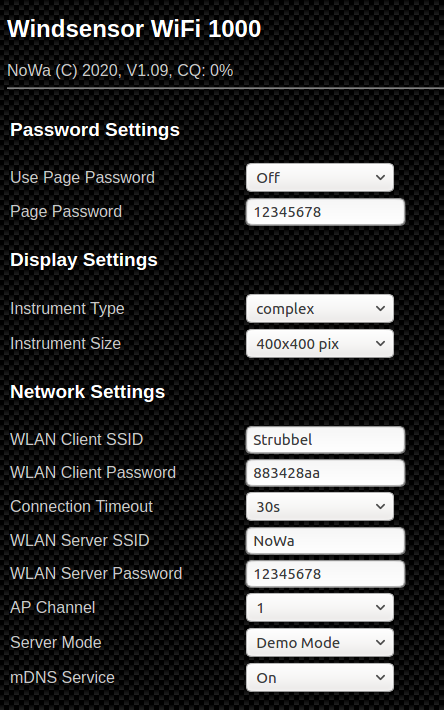 Windsensor WiFi 1000
NoWa (C) 2020, V1.09, CQ: 0%
Password Settings
Use Page Password Off
Page Password 12345678
Display Settings
Instrument Type complex
Instrument Size 400x400 pix
Network Settings
WLAN Client SSID Strubbel
WLAN Client Password 883428aa
Connection Timeout 30s
WLAN Server SSID NoWa
WLAN Server Password 12345678
AP Channel 1
Server Mode Demo Mode
mDNS Service On